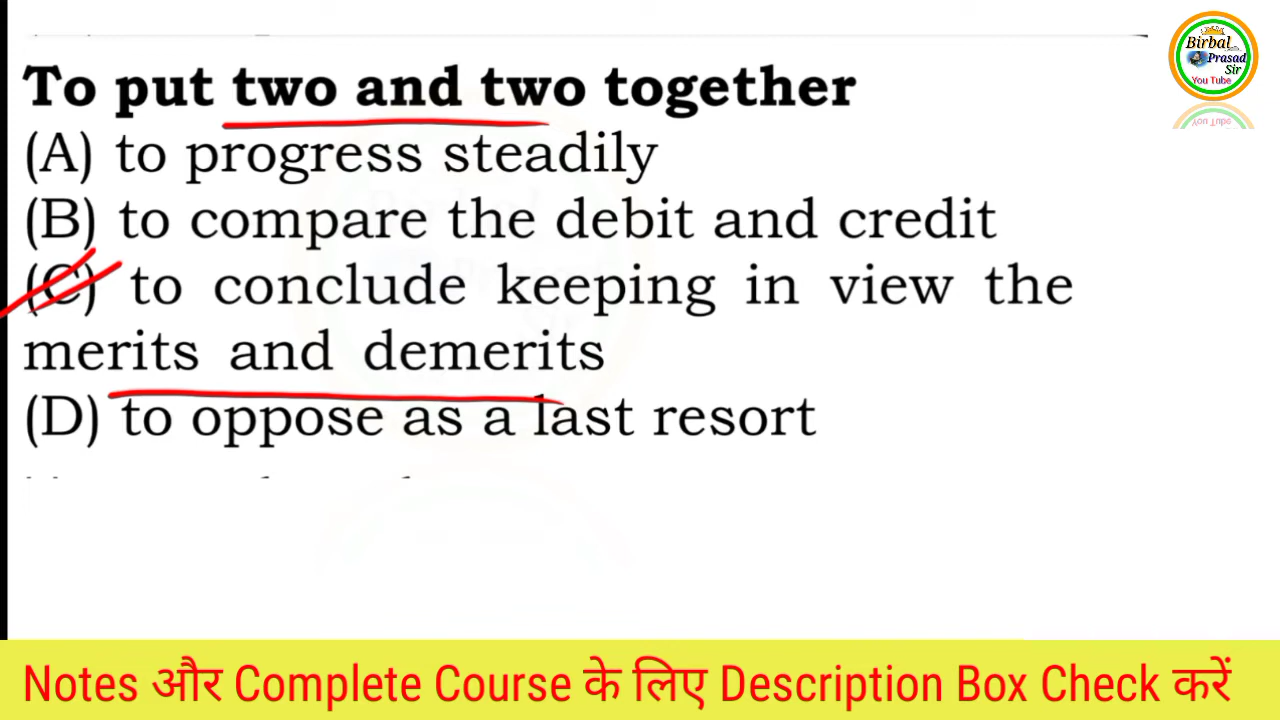 Birbal
Prasad
Sir
You Tube
To put two and two together
(A) to progress steadily
(B) to compare the debit and credit
(C) to conclude keeping in view the
merits and demerits
(D) to oppose as a last resort
Notes और Complete Course के लिए Description Box Check करें